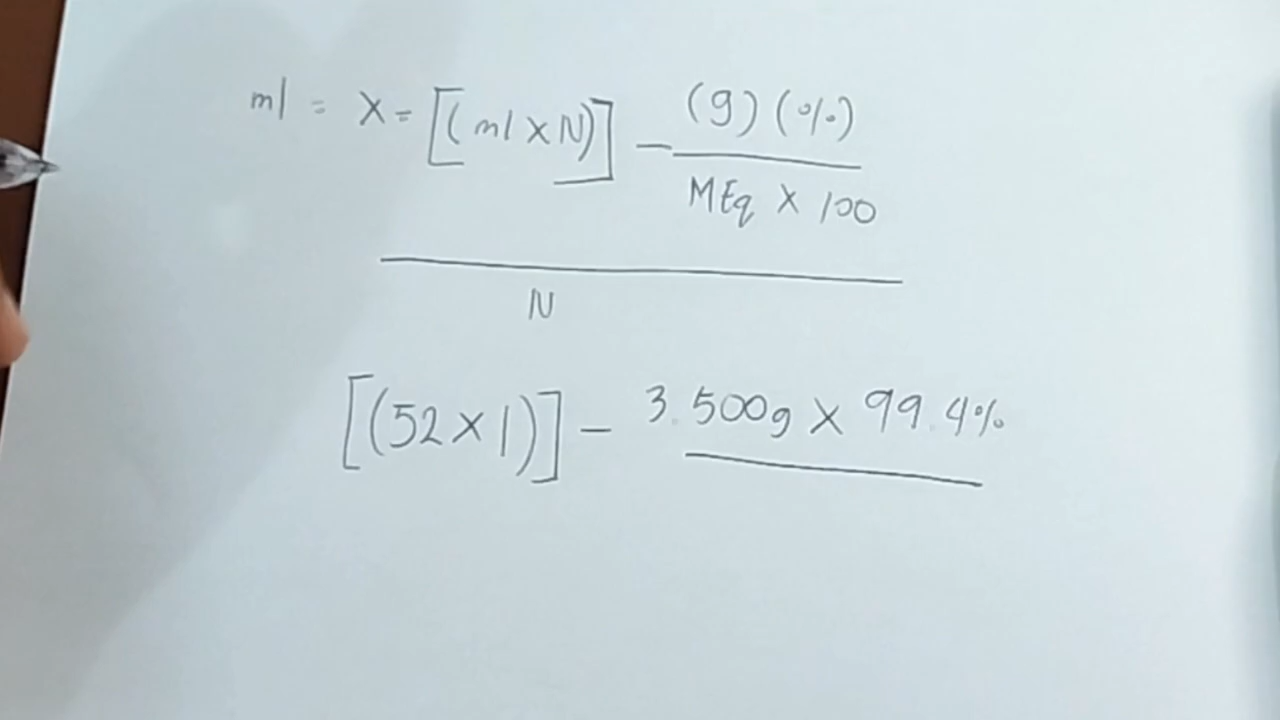 ml = X = [(ml x N)] - (g) (%)
MEq x 100
N
[(52 x 1)] - 3.500g x 99.4%